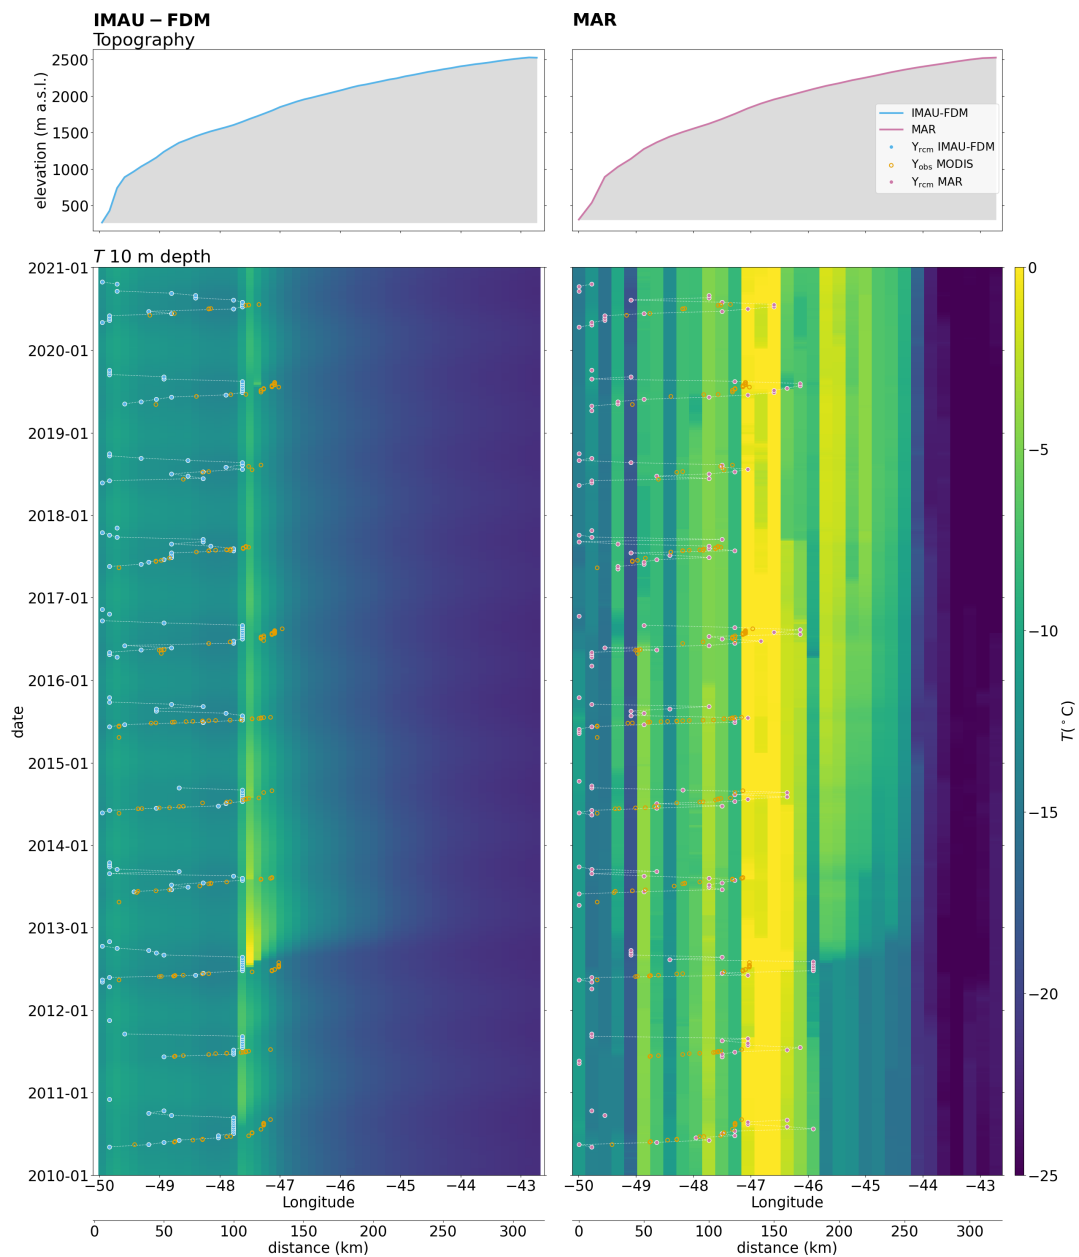 IMAU − FDM
MAR
Topography
elevation (m a.s.l.)
2500
2000
1500
1000
500
IMAU-FDM
MAR
Yrcm IMAU-FDM
Yobs MODIS
Yrcm MAR
T 10 m depth
date
2021-01
2020-01
2019-01
2018-01
2017-01
2016-01
2015-01
2014-01
2013-01
2012-01
2011-01
2010-01
−50 −49 −48 −47 −46 −45 −44 −43
Longitude
0 50 100 150 200 250 300
distance (km)
−50 −49 −48 −47 −46 −45 −44 −43
Longitude
0 50 100 150 200 250 300
distance (km)
0
−5
−10
−15
−20
−25
T(°C)